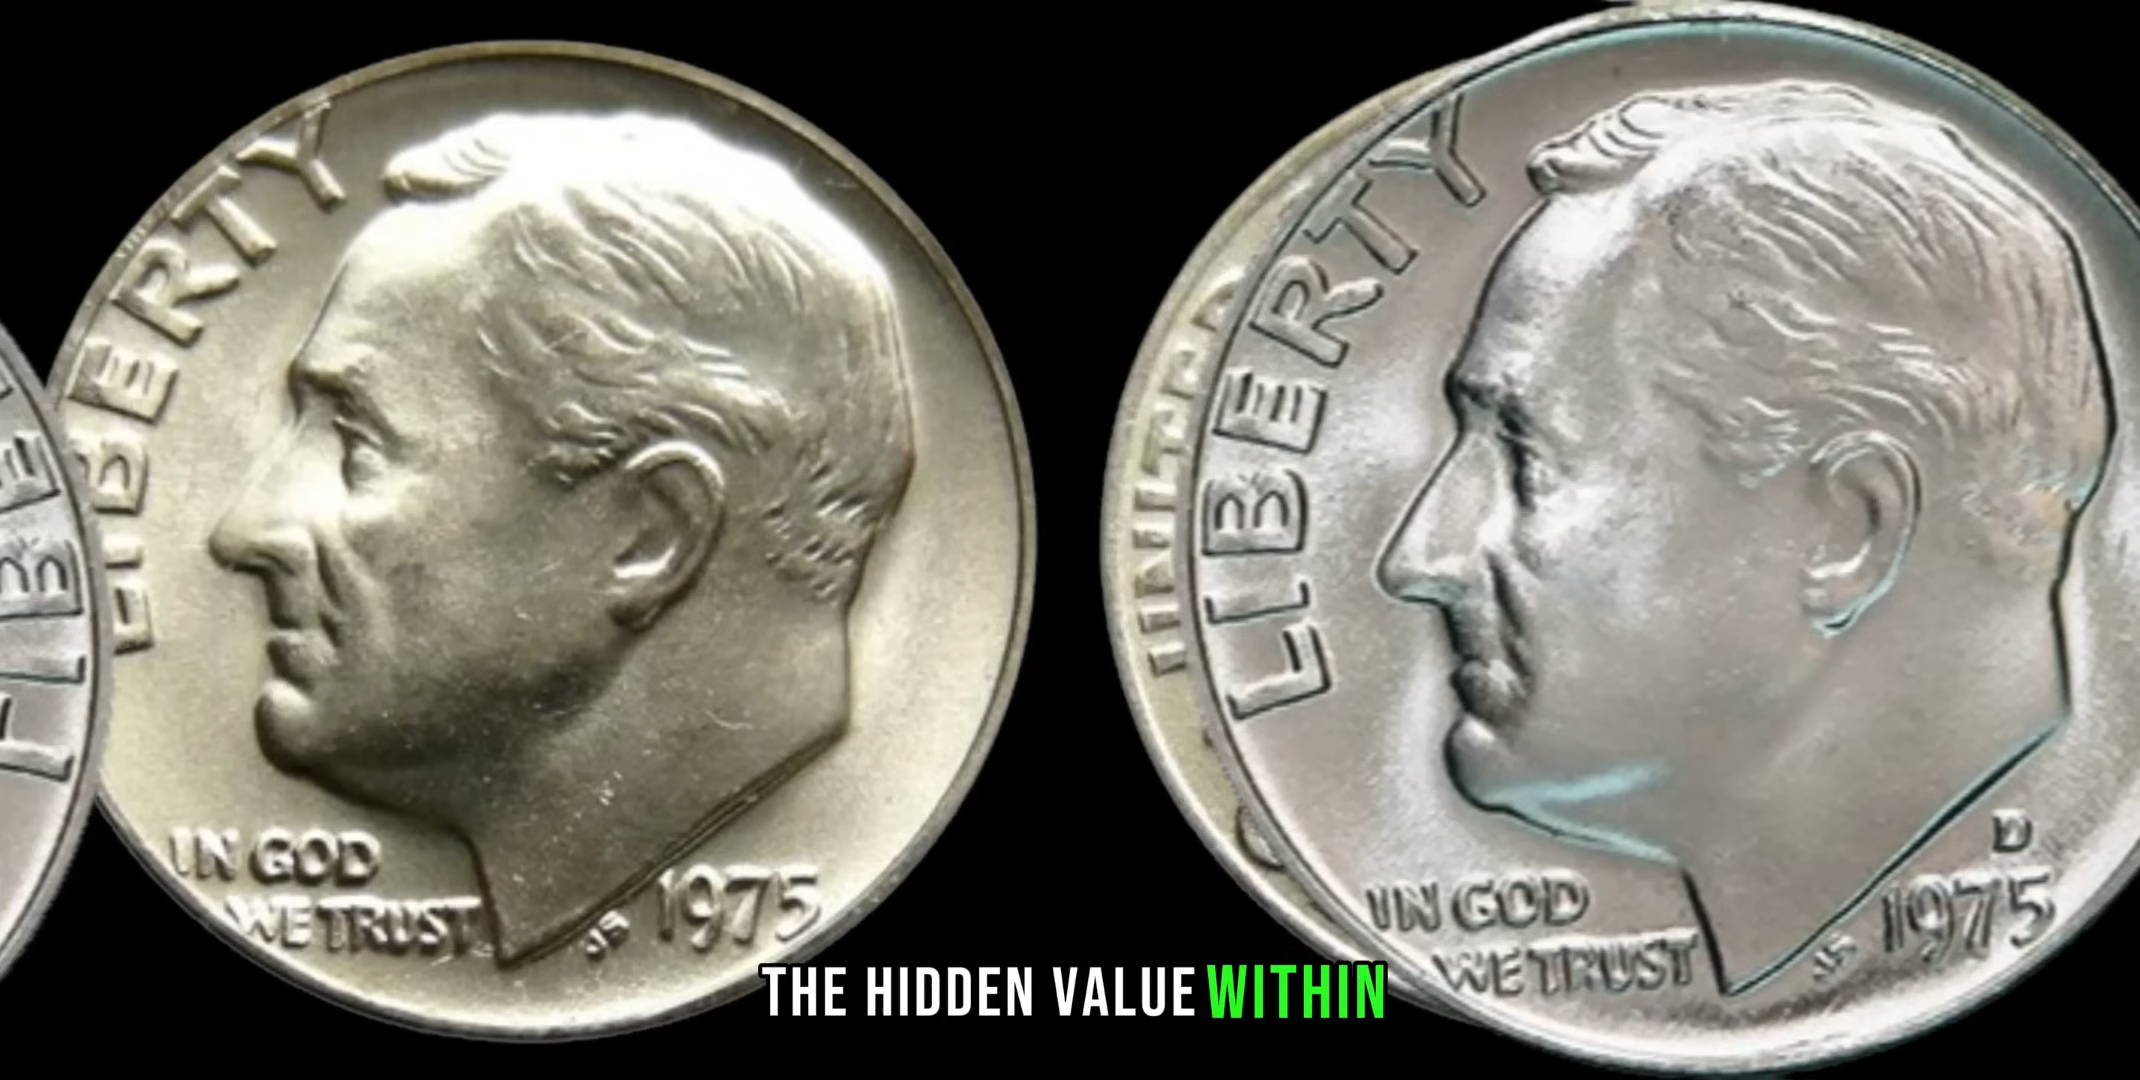 LIBERTY
IN GOD
WE TRUST
JS
1975
LIBERTY
D
IN GOD
WE TRUST
JS
1975
THE HIDDEN VALUE WITHIN